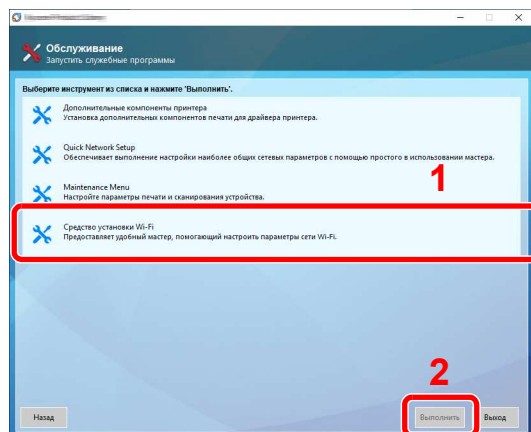 Обслуживание
Запустить служебные программы
Выберите инструмент из списка и нажмите 'Выполнить'.
Дополнительные компоненты принтера
Установка дополнительных компонентов печати для драйвера принтера.
Quick Network Setup
Обеспечивает выполнение настройки наиболее общих сетевых параметров с помощью простого в использовании мастера.
1
Maintenance Menu
Настройте параметры печати и сканирования устройства.
Средство установки Wi-Fi
Предоставляет удобный мастер, помогающий настроить параметры сети Wi-Fi.
2
Назад
Выполнить
Выход